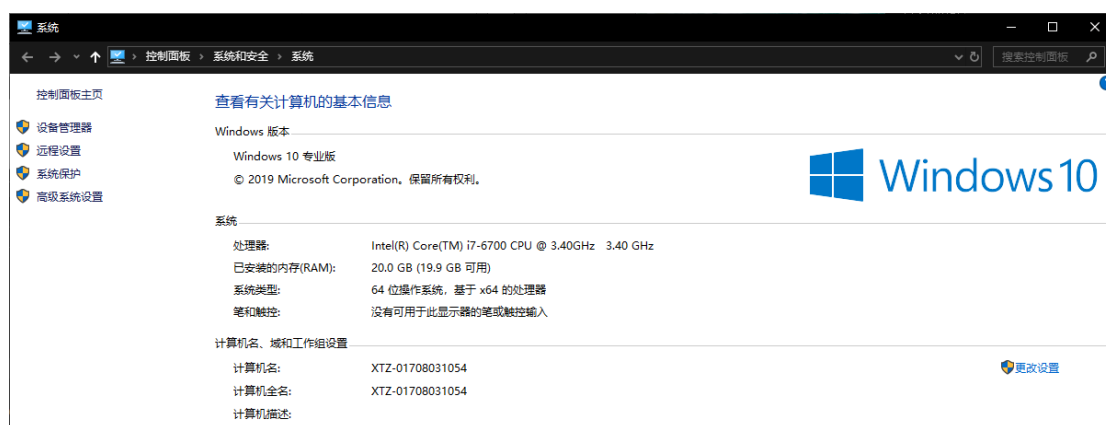 系统
控制面板 › 系统和安全 › 系统
搜索控制面板
控制面板主页
设备管理器
远程设置
系统保护
高级系统设置
查看有关计算机的基本信息
Windows 版本
Windows 10 专业版
© 2019 Microsoft Corporation。保留所有权利。
Windows 10
系统
处理器: Intel(R) Core(TM) i7-6700 CPU @ 3.40GHz 3.40 GHz
已安装的内存(RAM): 20.0 GB (19.9 GB 可用)
系统类型: 64 位操作系统, 基于 x64 的处理器
笔和触控: 没有可用于此显示器的笔或触控输入
计算机名、域和工作组设置
计算机名: XTZ-01708031054
更改设置
计算机全名: XTZ-01708031054
计算机描述: